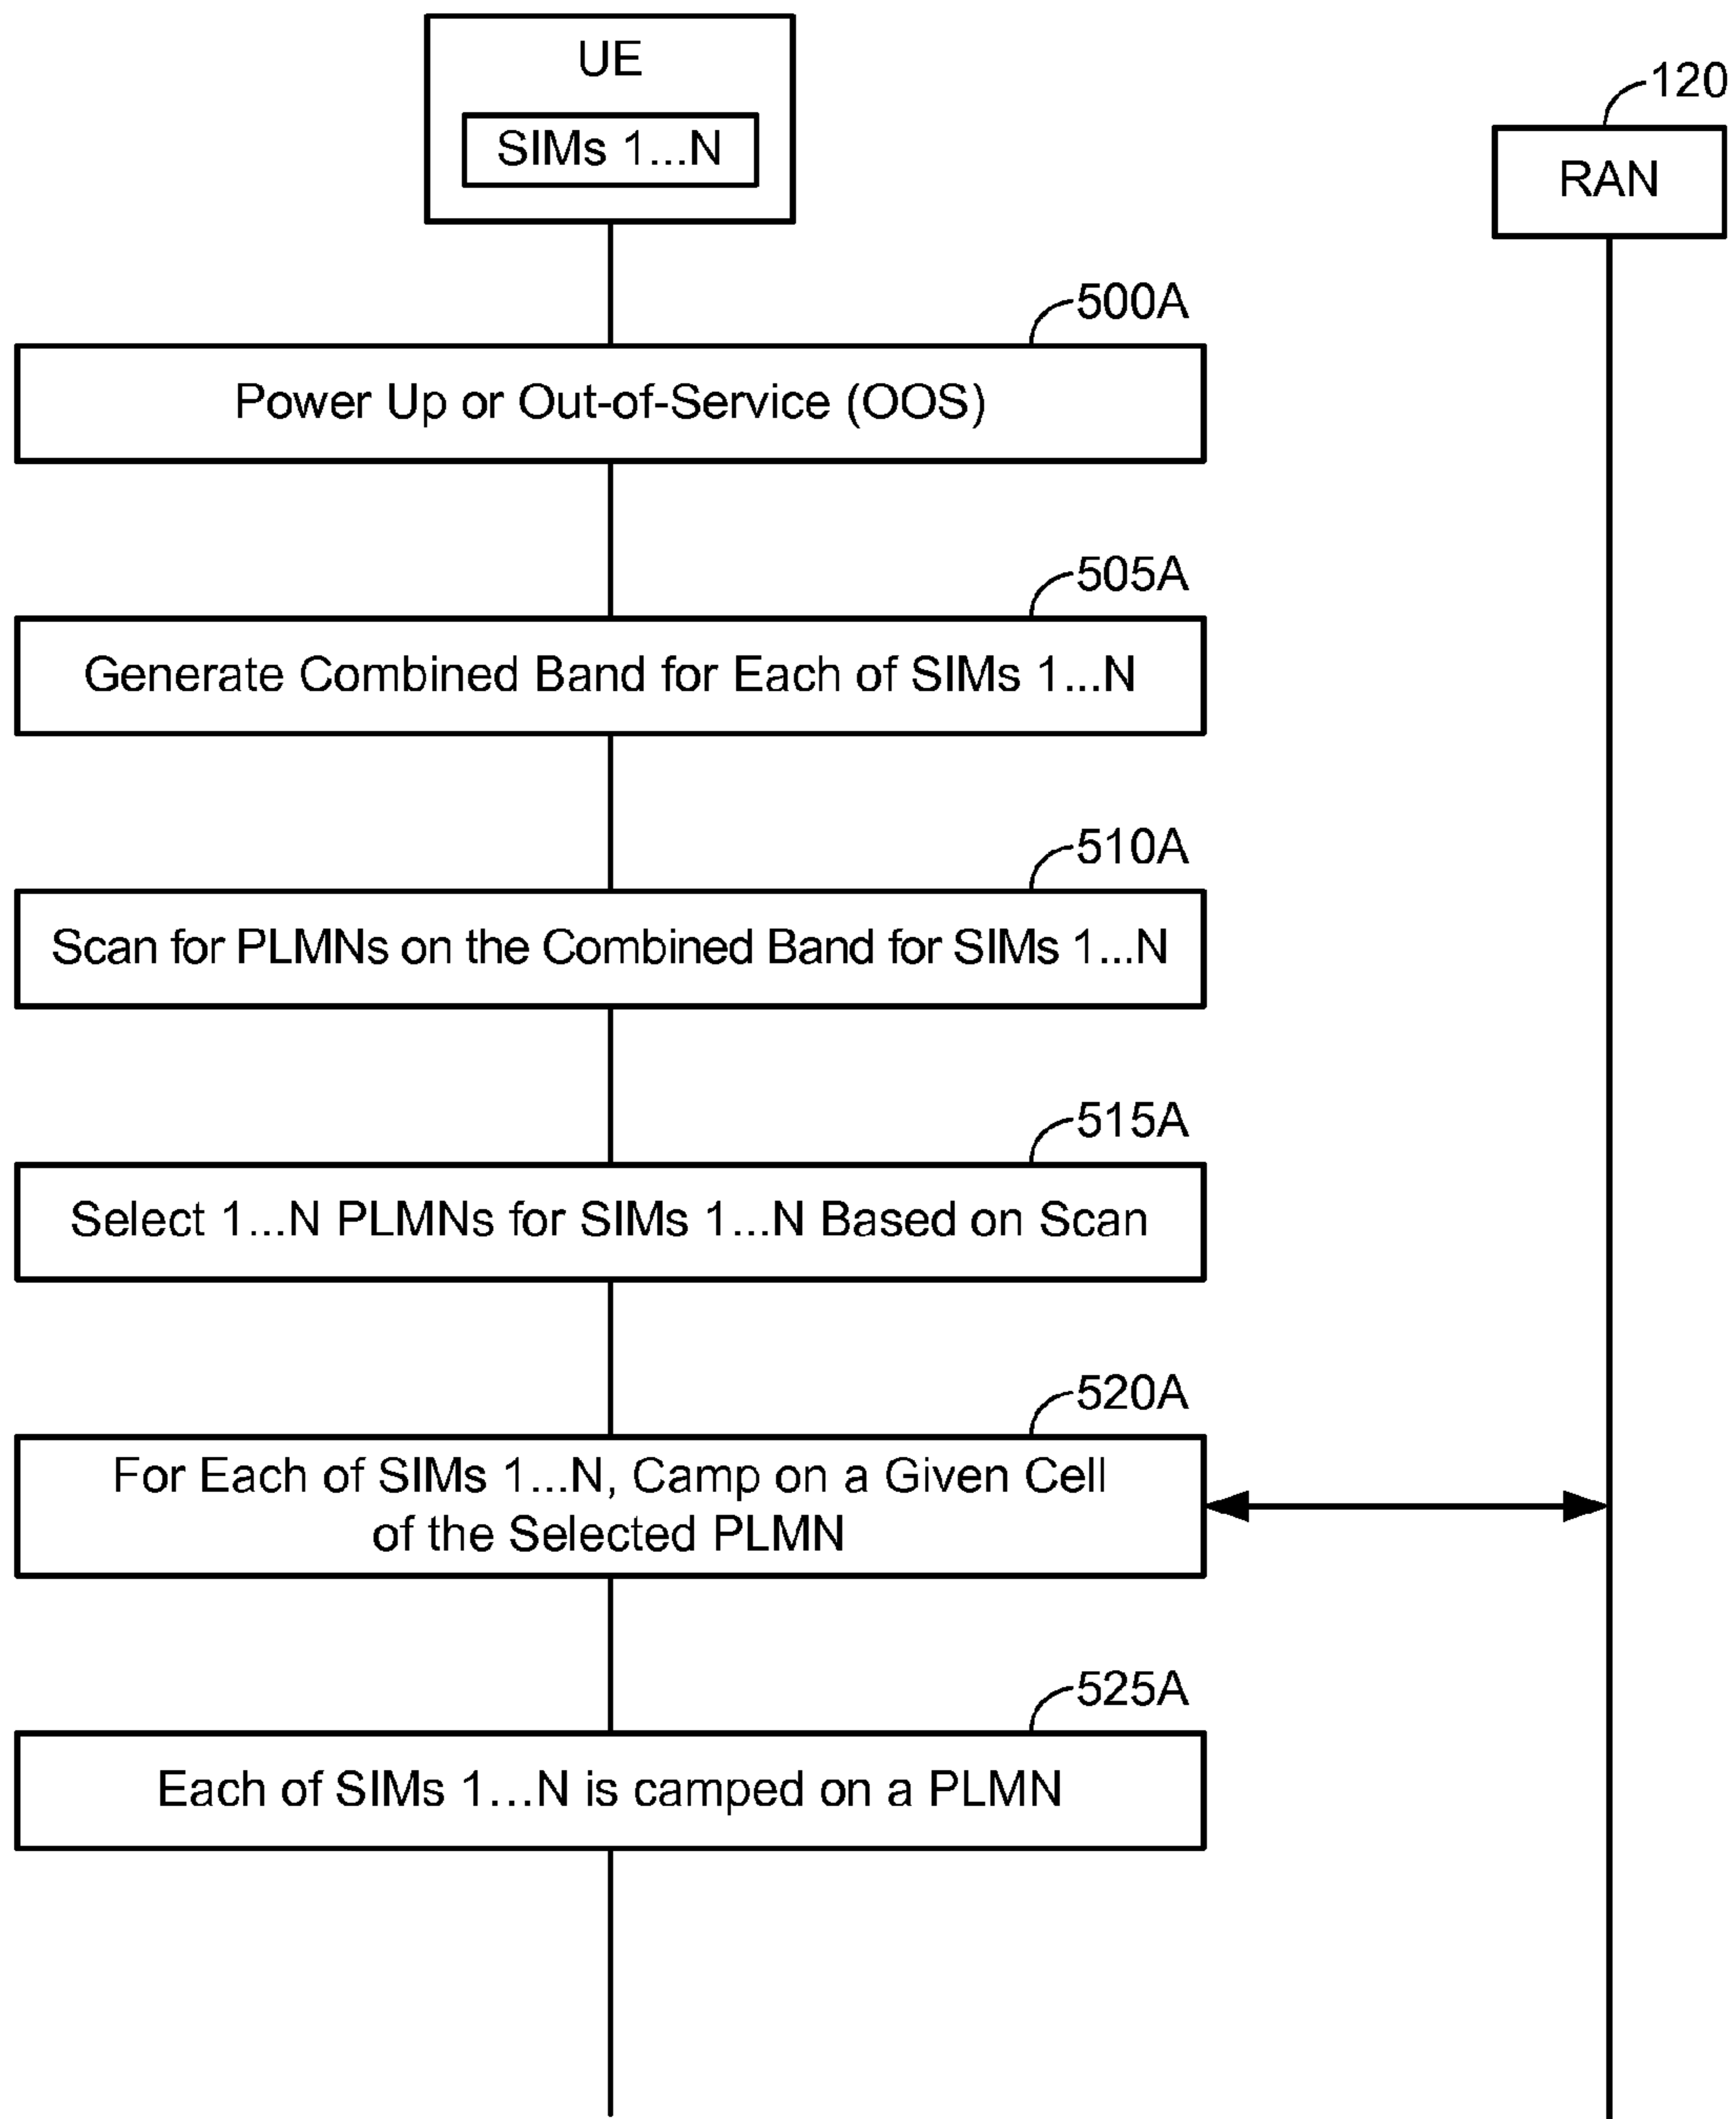 UE
SIMs 1...N
120
RAN
500A
Power Up or Out-of-Service (OOS)
505A
Generate Combined Band for Each of SIMs 1...N
510A
Scan for PLMNs on the Combined Band for SIMs 1...N
515A
Select 1...N PLMNs for SIMs 1...N Based on Scan
520A
For Each of SIMs 1...N, Camp on a Given Cell
of the Selected PLMN
525A
Each of SIMs 1...N is camped on a PLMN